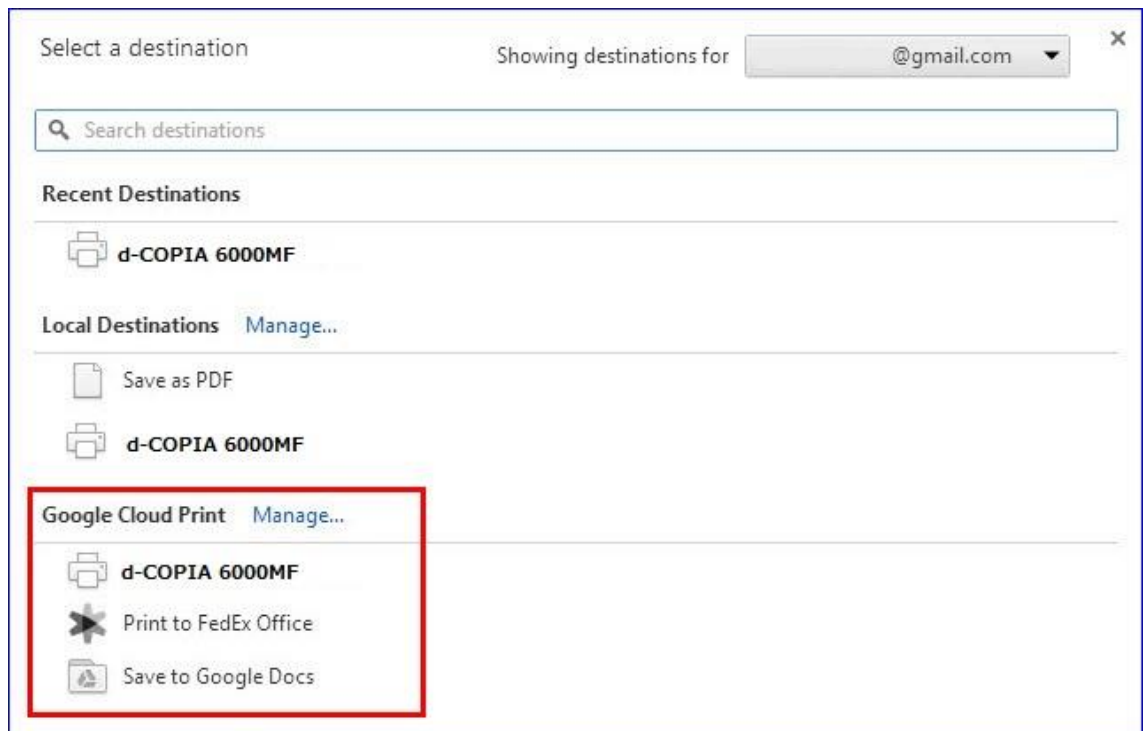 Select a destination
Showing destinations for @gmail.com
Search destinations
Recent Destinations
d-COPIA 6000MF
Local Destinations Manage...
Save as PDF
d-COPIA 6000MF
Google Cloud Print Manage...
d-COPIA 6000MF
Print to FedEx Office
Save to Google Docs